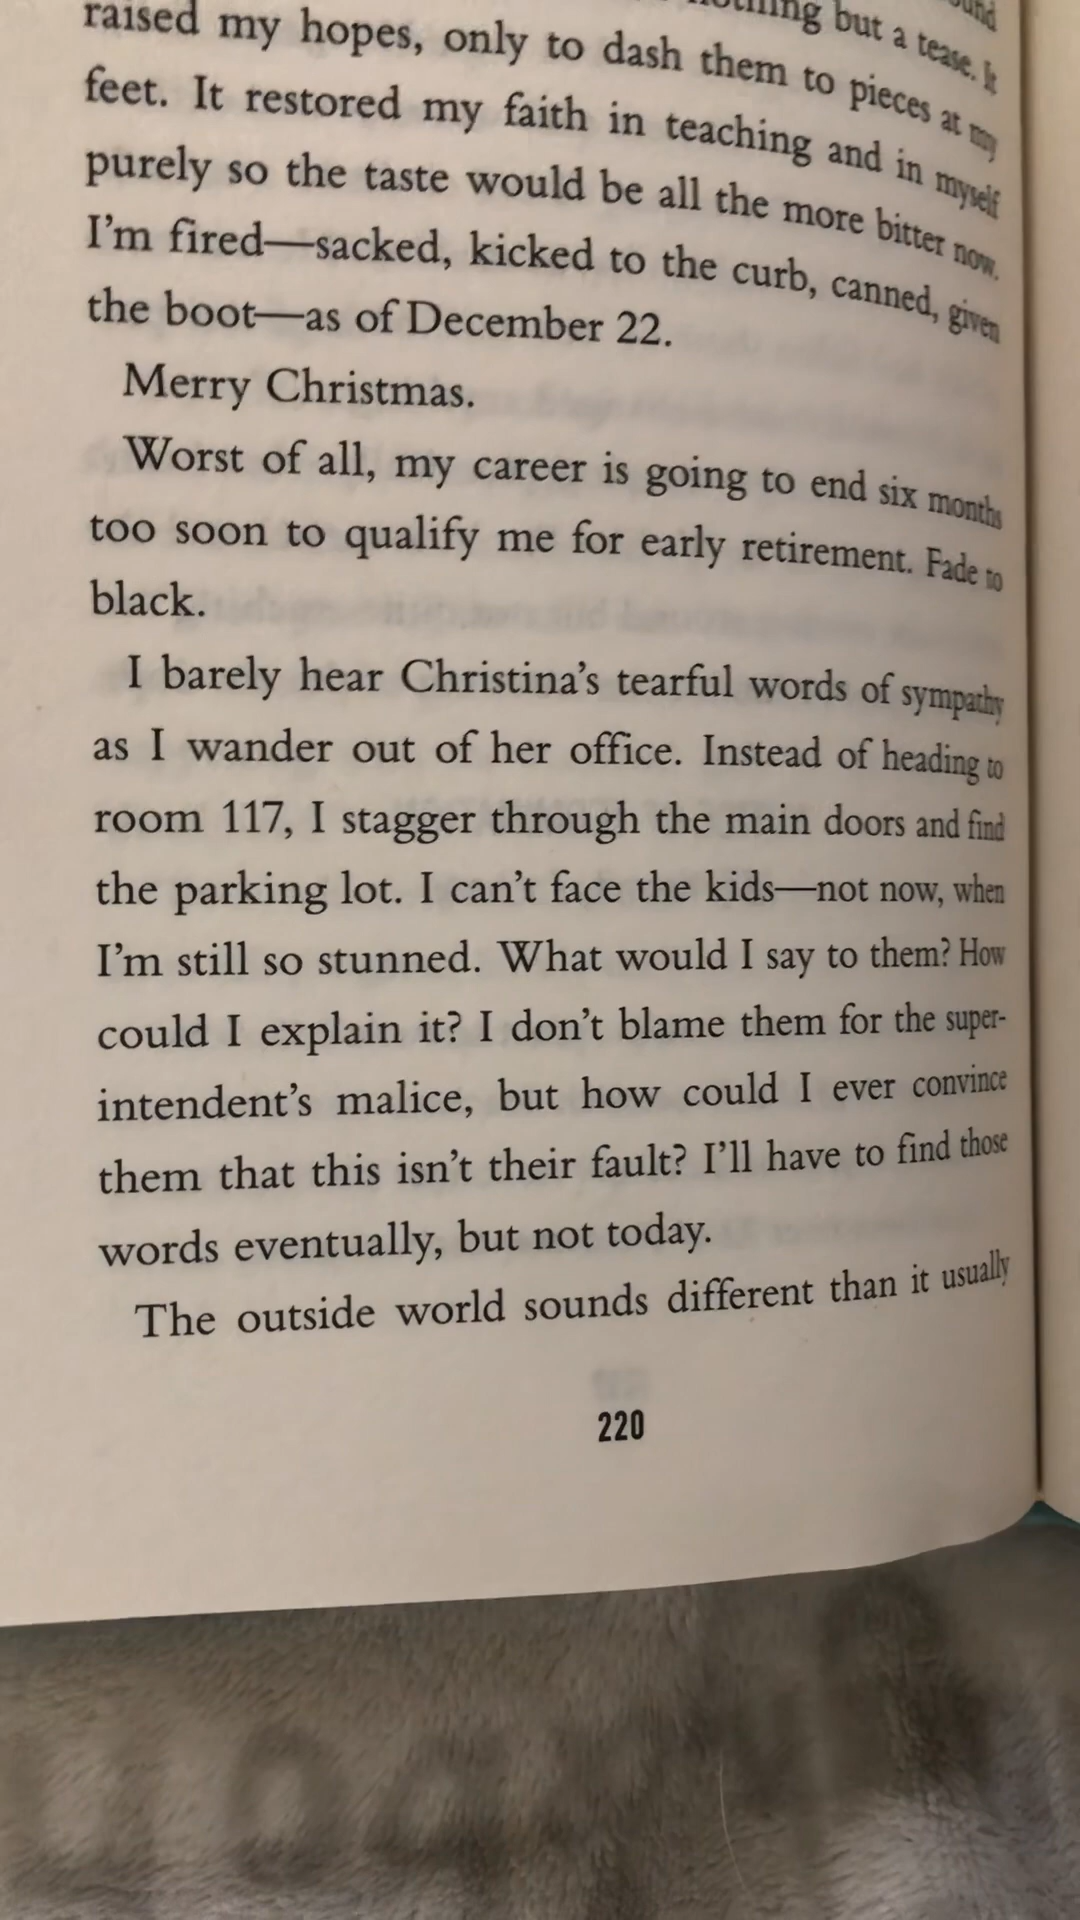 but a tease. It
raised my hopes, only to dash them to pieces at my
feet. It restored my faith in teaching and in myself
purely so the taste would be all the more bitter now.
I'm fired—sacked, kicked to the curb, canned, given
the boot—as of December 22.
Merry Christmas.
Worst of all, my career is going to end six months
too soon to qualify me for early retirement. Fade to
black.
I barely hear Christina's tearful words of sympathy
as I wander out of her office. Instead of heading to
room 117, I stagger through the main doors and find
the parking lot. I can't face the kids—not now, when
I'm still so stunned. What would I say to them? How
could I explain it? I don't blame them for the super-
intendent's malice, but how could I ever convince
them that this isn't their fault? I'll have to find those
words eventually, but not today.
The outside world sounds different than it usually
220